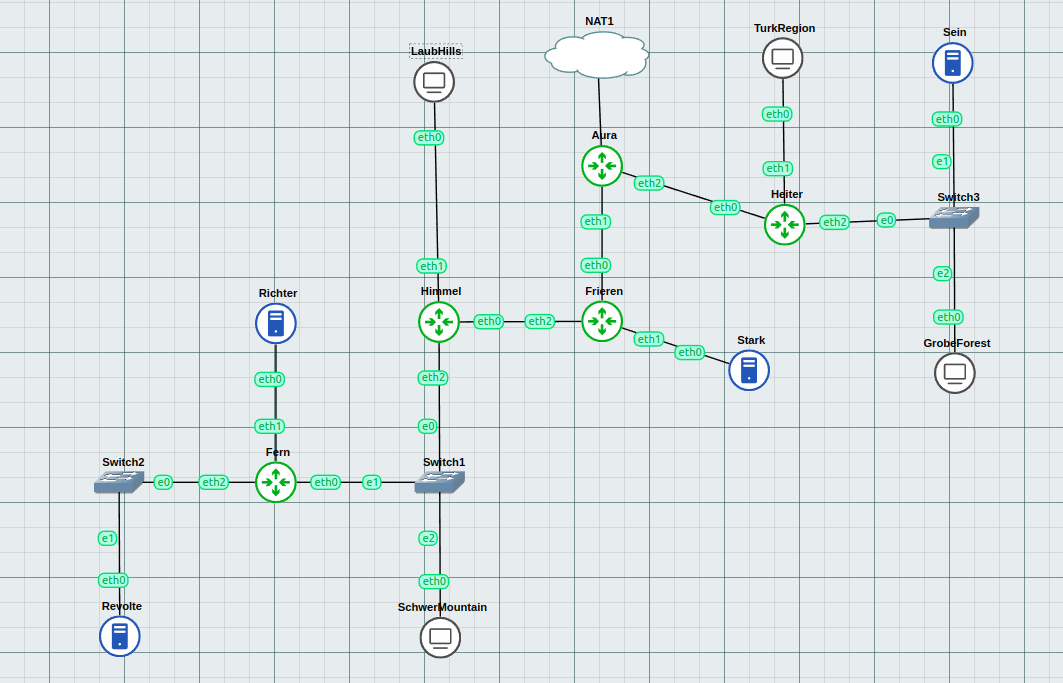 NAT1
TurkRegion
Sein
LaubHills
eth0
eth0
eth0
Aura
e1
eth1
eth2
Heiter
Switch3
eth0
eth1
eth2
e0
eth1
eth0
e2
Richter
Himmel
Frieren
eth0
eth0
eth2
eth1
Stark
GrobeForest
eth0
eth0
eth2
eth1
e0
Fern
Switch2
Switch1
e0
eth2
eth0
e1
e1
e2
eth0
eth0
Revolte
SchwerMountain